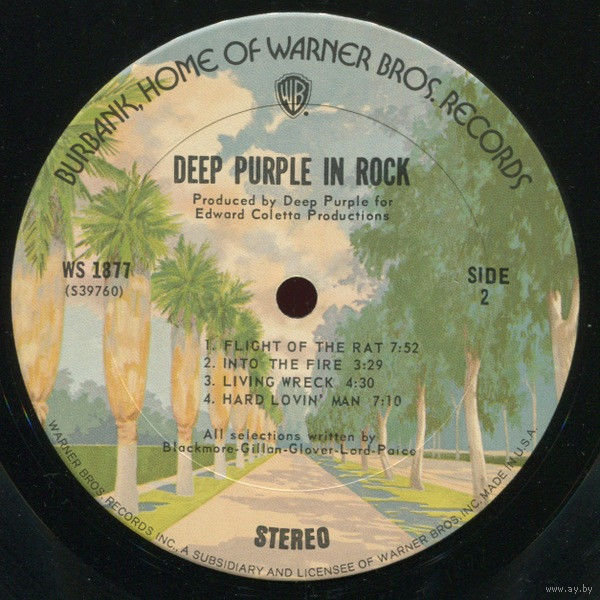 BURBANK, HOME OF WARNER BROS. RECORDS
WB
DEEP PURPLE IN ROCK
Produced by Deep Purple for
Edward Coletta Productions
WS 1877
(S39760)
SIDE
2
1. FLIGHT OF THE RAT 7:52
2. INTO THE FIRE 3:29
3. LIVING WRECK 4:30
4. HARD LOVIN' MAN 7:10
All selections written by
Blackmore-Gillan-Glover-Lord-Paice
STEREO
WARNER BROS. RECORDS INC., A SUBSIDIARY AND LICENSEE OF WARNER BROS. INC. MADE IN U.S.A.
www.ay.by